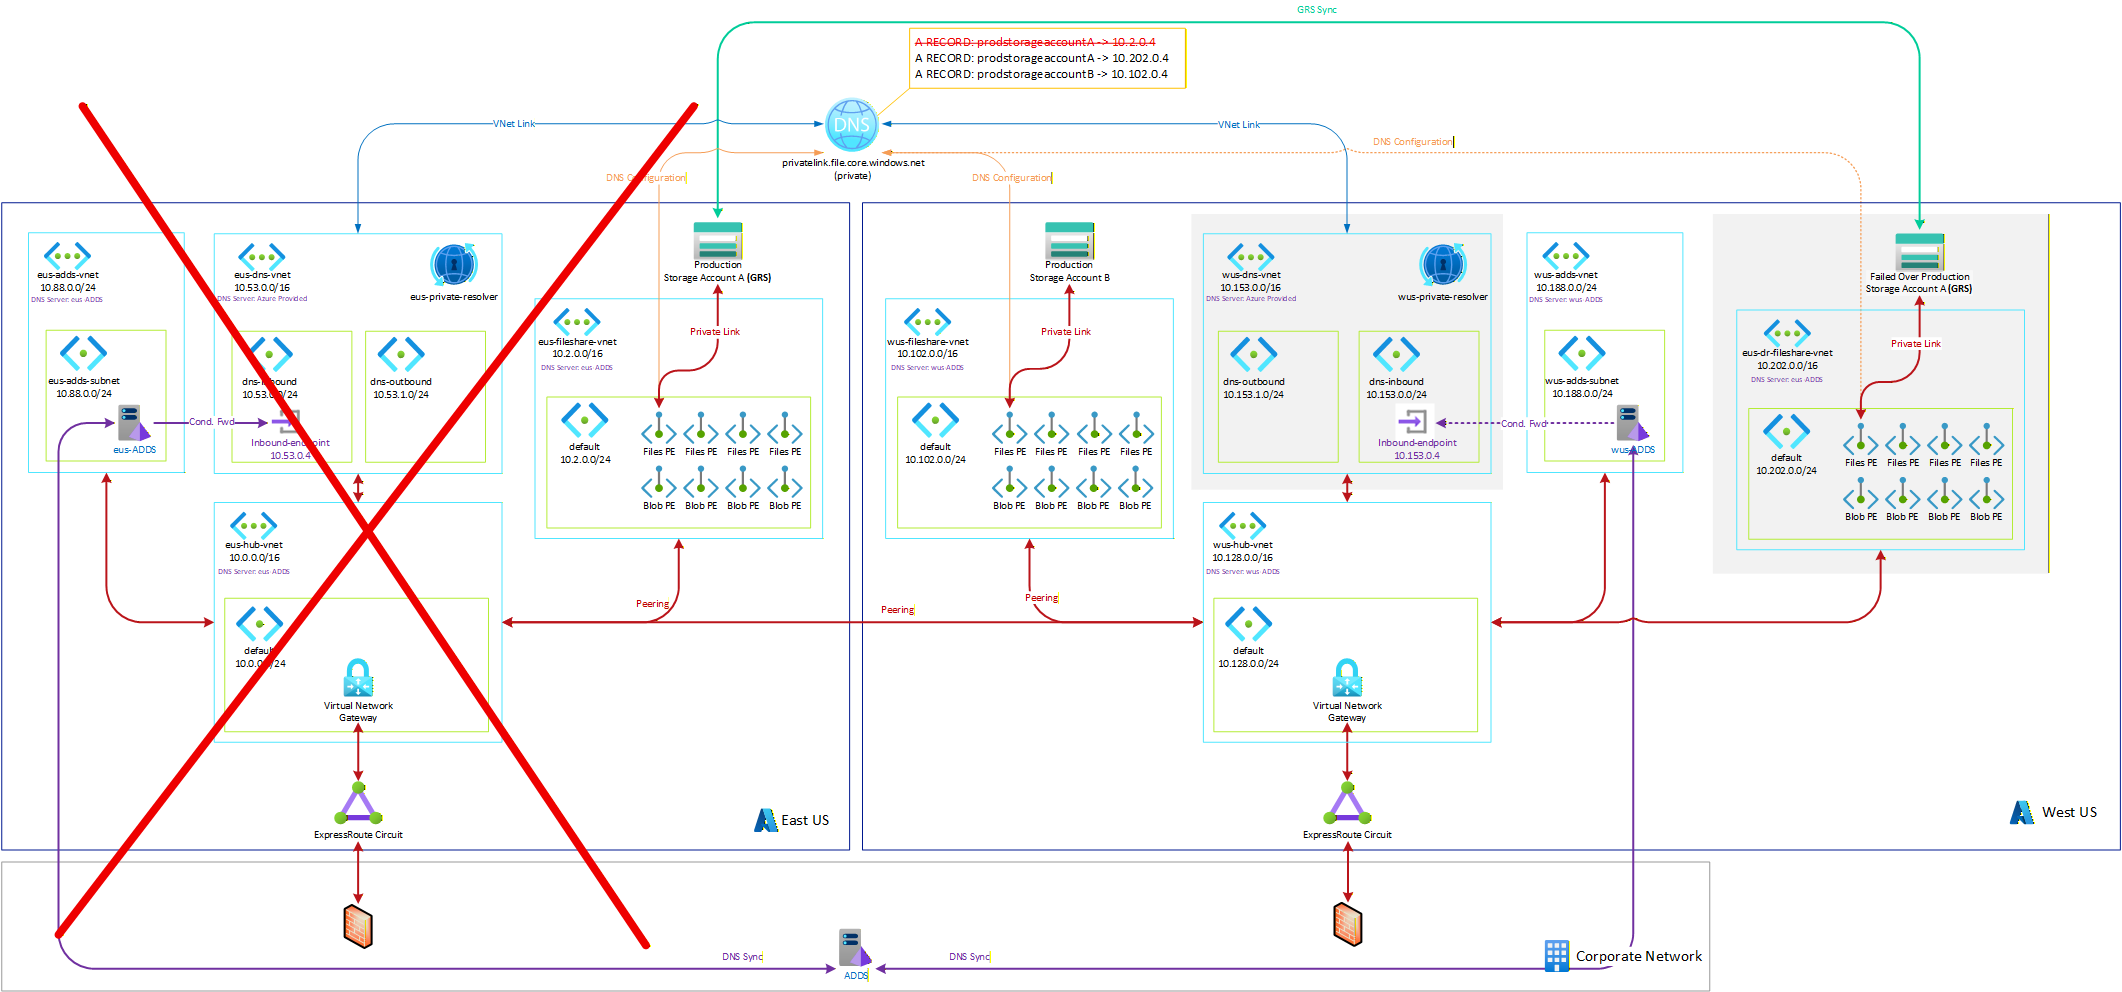 GRS Sync
A RECORD: prodstorageaccountA -> 10.2.0.4
A RECORD: prodstorageaccountA -> 10.202.0.4
A RECORD: prodstorageaccountB -> 10.102.0.4
VNet Link
DNS
VNet Link
privatelink.file.core.windows.net
(private)
DNS Configuration
DNS Configuration
DNS Configuration
eus-adds-vnet
10.88.0.0/24
DNS Server: eus-ADDS
eus-adds-subnet
10.88.0.0/24
eus-ADDS
Cond. Fwd
eus-dns-vnet
10.53.0.0/16
DNS Server: Azure Provided
eus-private-resolver
dns-inbound
10.53.0.0/24
Inbound-endpoint
10.53.0.4
dns-outbound
10.53.1.0/24
Production
Storage Account A (GRS)
Private Link
eus-fileshare-vnet
10.2.0.0/16
DNS Server: eus-ADDS
default
10.2.0.0/24
Files PE Files PE Files PE Files PE
Blob PE Blob PE Blob PE Blob PE
eus-hub-vnet
10.0.0.0/16
DNS Server: eus-ADDS
default
10.0.0.0/24
Virtual Network
Gateway
ExpressRoute Circuit
Peering
East US
Peering
Production
Storage Account B
Private Link
wus-fileshare-vnet
10.102.0.0/16
DNS Server: wus-ADDS
default
10.102.0.0/24
Files PE Files PE Files PE Files PE
Blob PE Blob PE Blob PE Blob PE
Peering
wus-dns-vnet
10.153.0.0/16
DNS Server: Azure Provided
wus-private-resolver
dns-outbound
10.153.1.0/24
dns-inbound
10.153.0.0/24
Inbound-endpoint
10.153.0.4
Cond. Fwd
wus-adds-vnet
10.188.0.0/24
DNS Server: wus-ADDS
wus-adds-subnet
10.188.0.0/24
wus-ADDS
wus-hub-vnet
10.128.0.0/16
DNS Server: wus-ADDS
default
10.128.0.0/24
Virtual Network
Gateway
ExpressRoute Circuit
Failed Over Production
Storage Account A (GRS)
Private Link
eus-dr-fileshare-vnet
10.202.0.0/16
DNS Server: eus-ADDS
default
10.202.0.0/24
Files PE Files PE Files PE Files PE
Blob PE Blob PE Blob PE Blob PE
West US
DNS Sync
ADDS
DNS Sync
Corporate Network